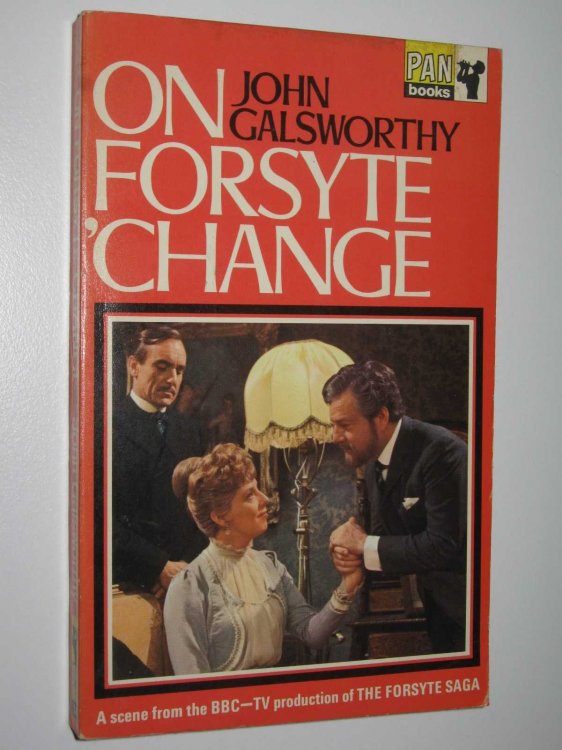 PAN
books
ON
JOHN
GALSWORTHY
FORSYTE
'CHANGE
A scene from the BBC—TV production of THE FORSYTE SAGA